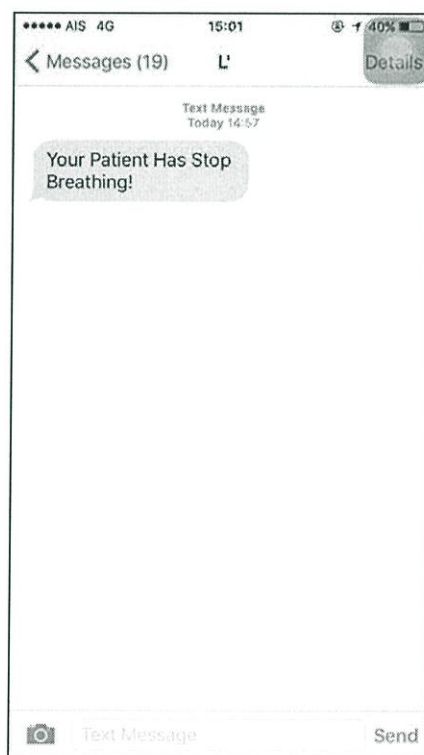 AIS 4G 15:01 40%
Messages (19) L' Details
Text Message
Today 14:57
Your Patient Has Stop
Breathing!
Text Message Send